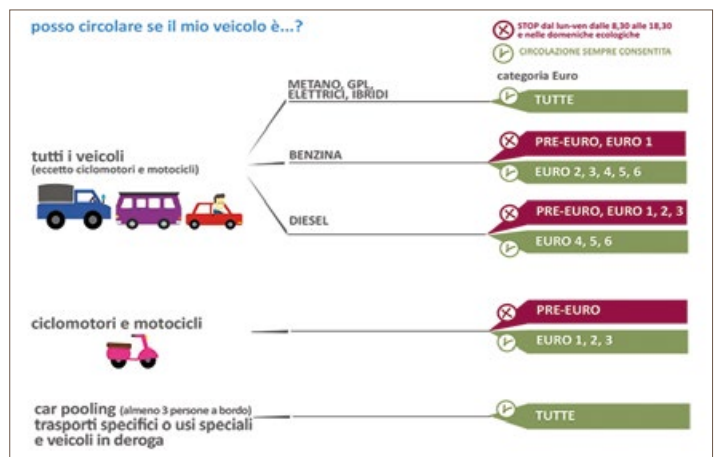 posso circolare se il mio veicolo è...?
STOP dal lun-ven dalle 8,30 alle 18,30
e nelle domeniche ecologiche
CIRCOLAZIONE SEMPRE CONSENTITA
categoria Euro
METANO, GPL,
ELETTRICI, IBRIDI
TUTTE
tutti i veicoli
(eccetto ciclomotori e motocicli)
BENZINA
PRE-EURO, EURO 1
EURO 2, 3, 4, 5, 6
DIESEL
PRE-EURO, EURO 1, 2, 3
EURO 4, 5, 6
ciclomotori e motocicli
PRE-EURO
EURO 1, 2, 3
car pooling (almeno 3 persone a bordo)
trasporti specifici o usi speciali
e veicoli in deroga
TUTTE